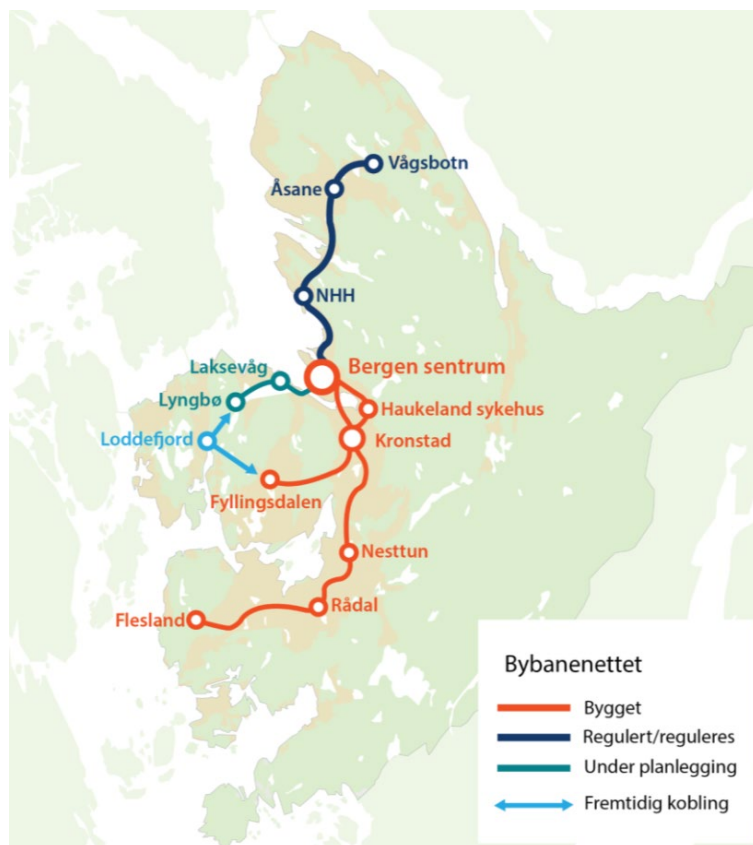 Vågsbotn
Åsane
NHH
Bergen sentrum
Laksevåg
Lyngbø
Haukeland sykehus
Loddefjord
Kronstad
Fyllingsdalen
Nesttun
Rådal
Flesland
Bybanenettet
Bygget
Regulert/reguleres
Under planlegging
Fremtidig kobling